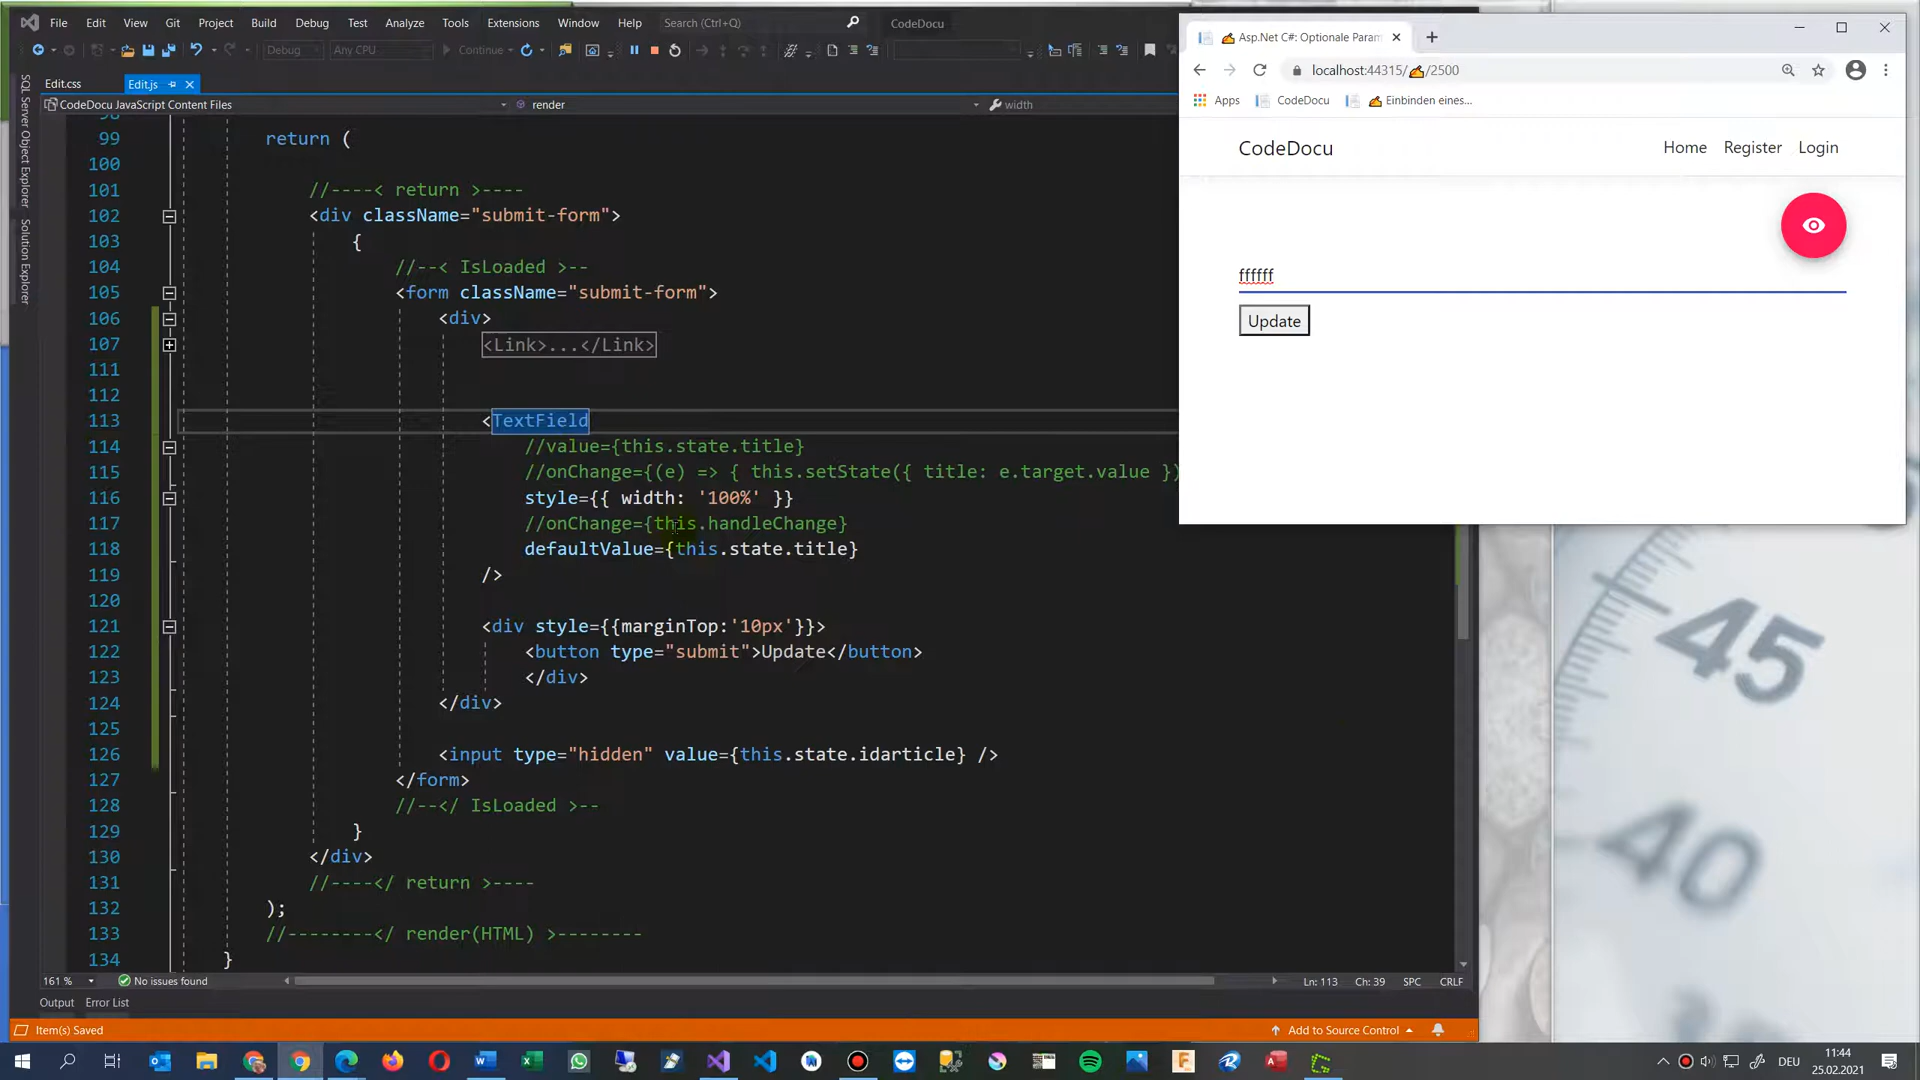 File Edit View Git Project Build Debug Test Analyze Tools Extensions Window Help Search (Ctrl+Q) CodeDocu
Debug Any CPU Continue
Edit.css Edit.js
CodeDocu JavaScript Content Files render width
SQL Server Object Explorer
Solution Explorer
98
99 return (
100
101 //----< return >----
102 <div className="submit-form">
103 {
104 //--< IsLoaded >--
105 <form className="submit-form">
106 <div>
107 <Link>...</Link>
111
112
113 <TextField
114 //value={this.state.title}
115 //onChange={(e) => { this.setState({ title: e.target.value })
116 style={{ width: '100%' }}
117 //onChange={this.handleChange}
118 defaultValue={this.state.title}
119 />
120
121 <div style={{marginTop:'10px'}}>
122 <button type="submit">Update</button>
123 </div>
124 </div>
125
126 <input type="hidden" value={this.state.idarticle} />
127 </form>
128 //--</ IsLoaded >--
129 }
130 </div>
131 //----</ return >----
132 );
133 //--------</ render(HTML) >--------
134 }
161 % No issues found Ln: 113 Ch: 39 SPC CRLF
Output Error List
Item(s) Saved Add to Source Control
Asp.Net C#: Optionale Param
localhost:44315/✍/2500
Apps CodeDocu Einbinden eines...
CodeDocu Home Register Login
ffffff
Update
45
40
DEU 11:44
25.02.2021